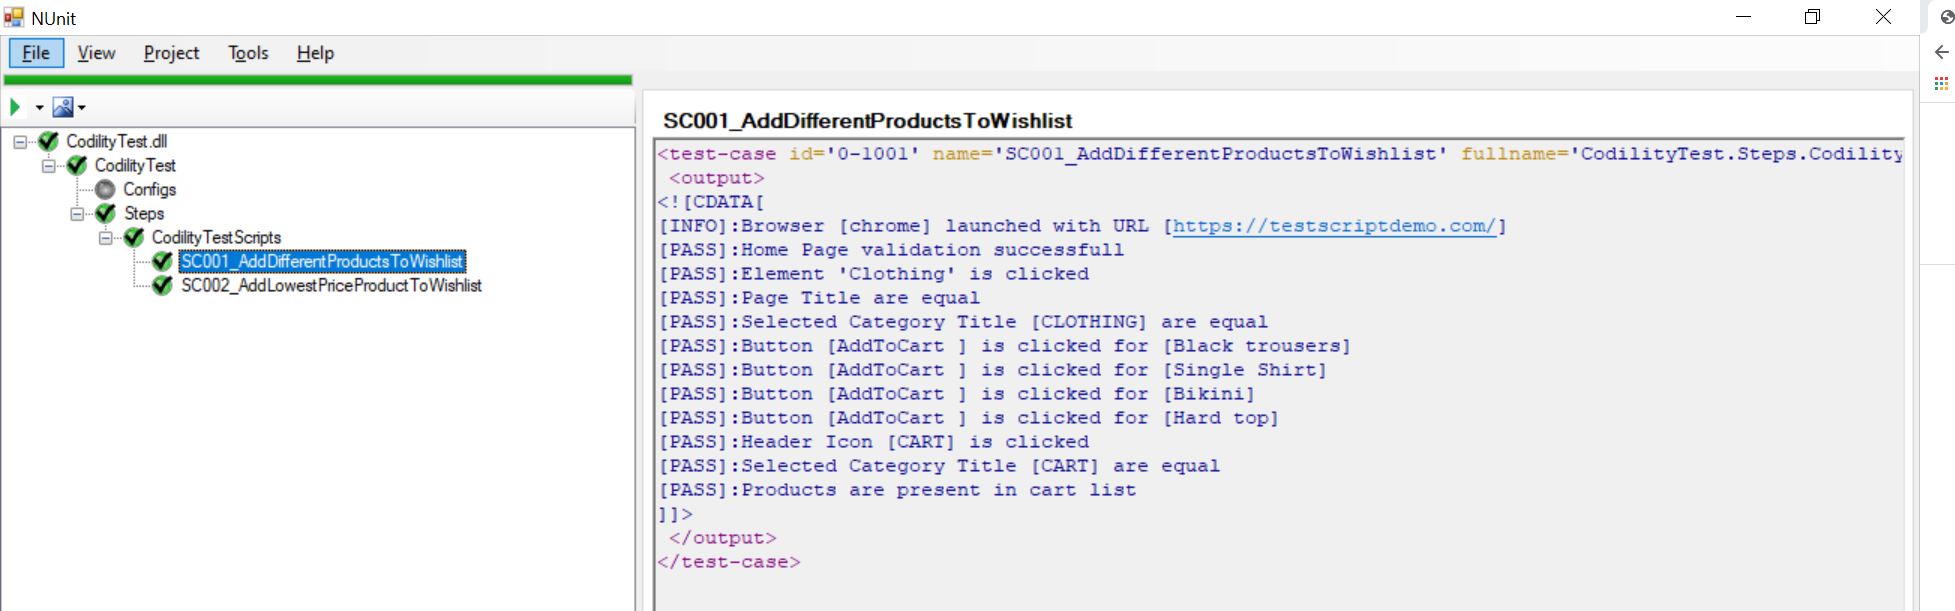 NUnit
File View Project Tools Help
CodilityTest.dll
CodilityTest
Configs
Steps
CodilityTestScripts
SC001_AddDifferentProductsToWishlist
SC002_AddLowestPriceProductToWishlist
SC001_AddDifferentProductsToWishlist
<test-case id='0-1001' name='SC001_AddDifferentProductsToWishlist' fullname='CodilityTest.Steps.Codility
<output>
<![CDATA[
[INFO]:Browser [chrome] launched with URL [https://testscriptdemo.com/]
[PASS]:Home Page validation successfull
[PASS]:Element 'Clothing' is clicked
[PASS]:Page Title are equal
[PASS]:Selected Category Title [CLOTHING] are equal
[PASS]:Button [AddToCart ] is clicked for [Black trousers]
[PASS]:Button [AddToCart ] is clicked for [Single Shirt]
[PASS]:Button [AddToCart ] is clicked for [Bikini]
[PASS]:Button [AddToCart ] is clicked for [Hard top]
[PASS]:Header Icon [CART] is clicked
[PASS]:Selected Category Title [CART] are equal
[PASS]:Products are present in cart list
]]>
</output>
</test-case>